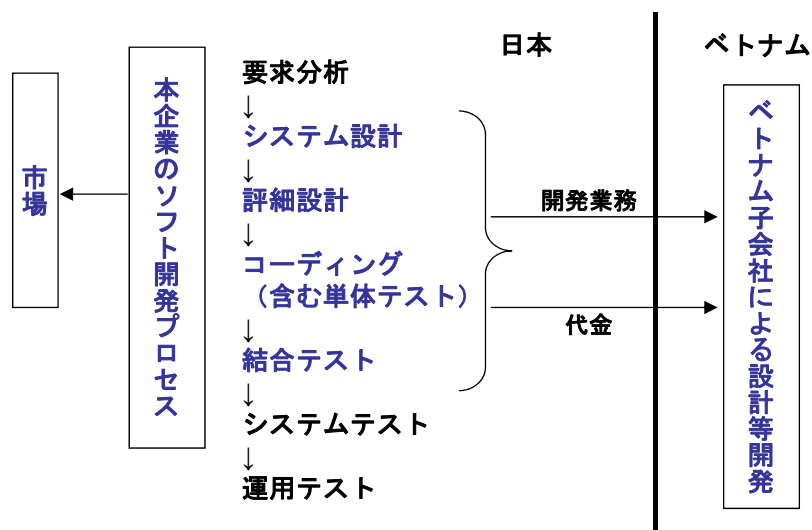 日本
ベトナム
市場
本企業のソフト開発プロセス
要求分析
↓
システム設計
↓
評細設計
↓
コーディング
（含む単体テスト）
↓
結合テスト
↓
システムテスト
↓
運用テスト
開発業務
代金
ベトナム子会社による設計等開発